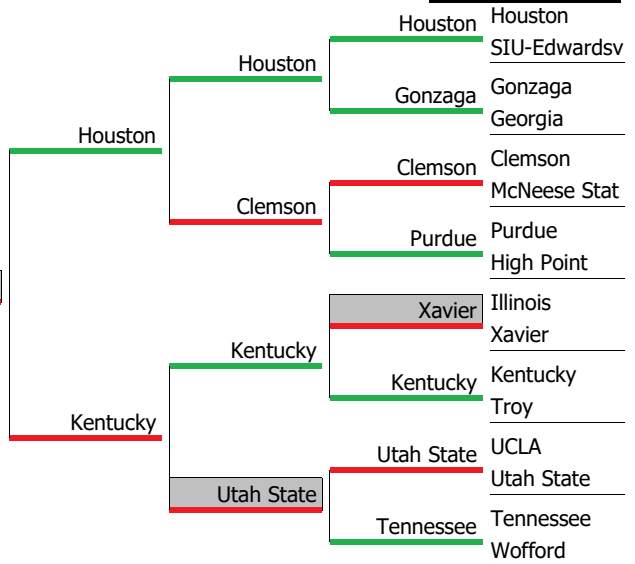 Houston
Houston
SIU-Edwardsv
Houston
Gonzaga
Gonzaga
Georgia
Houston
Clemson
Clemson
McNeese Stat
Clemson
Purdue
Purdue
High Point
Xavier
Illinois
Xavier
Kentucky
Kentucky
Kentucky
Troy
Kentucky
Utah State
UCLA
Utah State
Utah State
Tennessee
Tennessee
Wofford